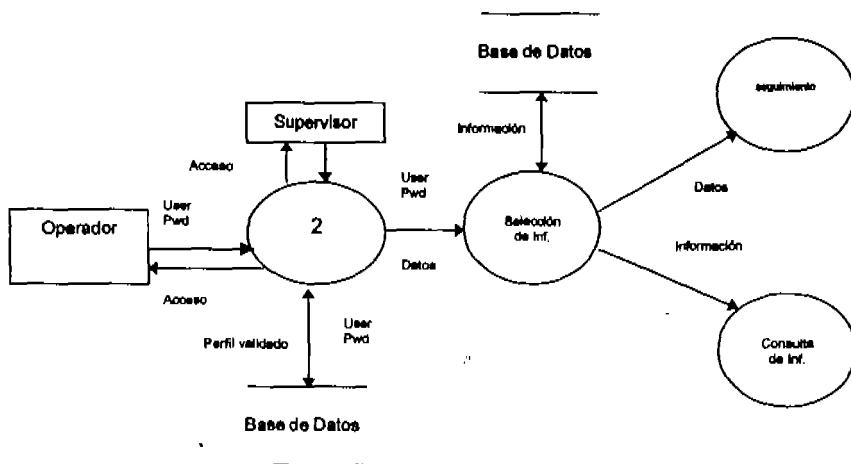 Base de Datos
seguimiento
Supervisor
Información
Acceso
User
Pwd
Datos
User
Pwd
Operador
2
Selección
de Inf.
Información
Datos
Acceso
User
Pwd
Perfil validado
Consulta
de Inf.
Base de Datos